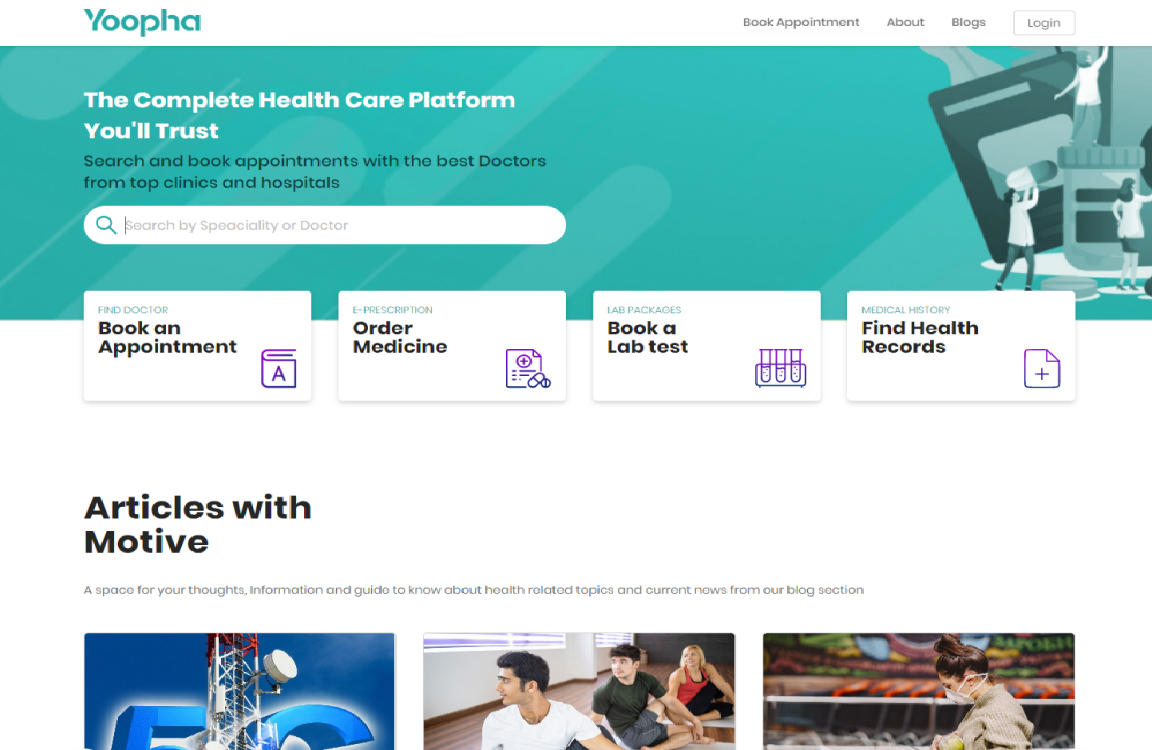 Yoopha
Book Appointment
About
Blogs
Login
The Complete Health Care Platform
You'll Trust
Search and book appointments with the best Doctors
from top clinics and hospitals
Search by Speaciality or Doctor
FIND DOCTOR
Book an
Appointment
A
E-PRESCRIPTION
Order
Medicine
LAB PACKAGES
Book a
Lab test
MEDICAL HISTORY
Find Health
Records
Articles with
Motive
A space for your thoughts, Information and guide to know about health related topics and current news from our blog section
5G